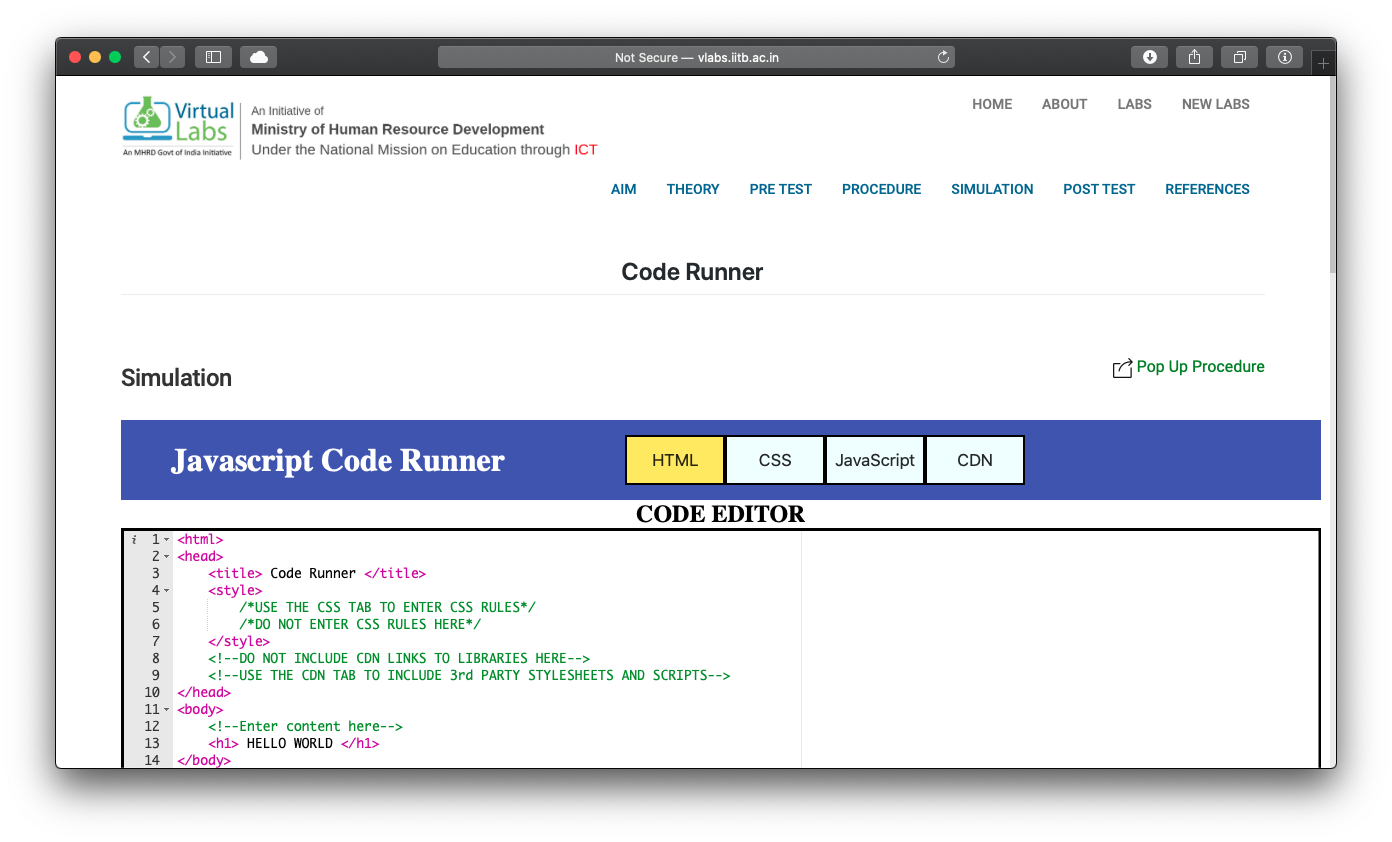 Not Secure — vlabs.iitb.ac.in
Virtual Labs
An MHRD Govt of India Initiative
An Initiative of
Ministry of Human Resource Development
Under the National Mission on Education through ICT
HOME ABOUT LABS NEW LABS
AIM THEORY PRE TEST PROCEDURE SIMULATION POST TEST REFERENCES
Code Runner
Simulation
Pop Up Procedure
Javascript Code Runner
HTML CSS JavaScript CDN
CODE EDITOR
i 1 <html>
2 <head>
3     <title> Code Runner </title>
4     <style>
5         /*USE THE CSS TAB TO ENTER CSS RULES*/
6         /*DO NOT ENTER CSS RULES HERE*/
7     </style>
8     <!--DO NOT INCLUDE CDN LINKS TO LIBRARIES HERE-->
9     <!--USE THE CDN TAB TO INCLUDE 3rd PARTY STYLESHEETS AND SCRIPTS-->
10 </head>
11 <body>
12     <!--Enter content here-->
13     <h1> HELLO WORLD </h1>
14 </body>